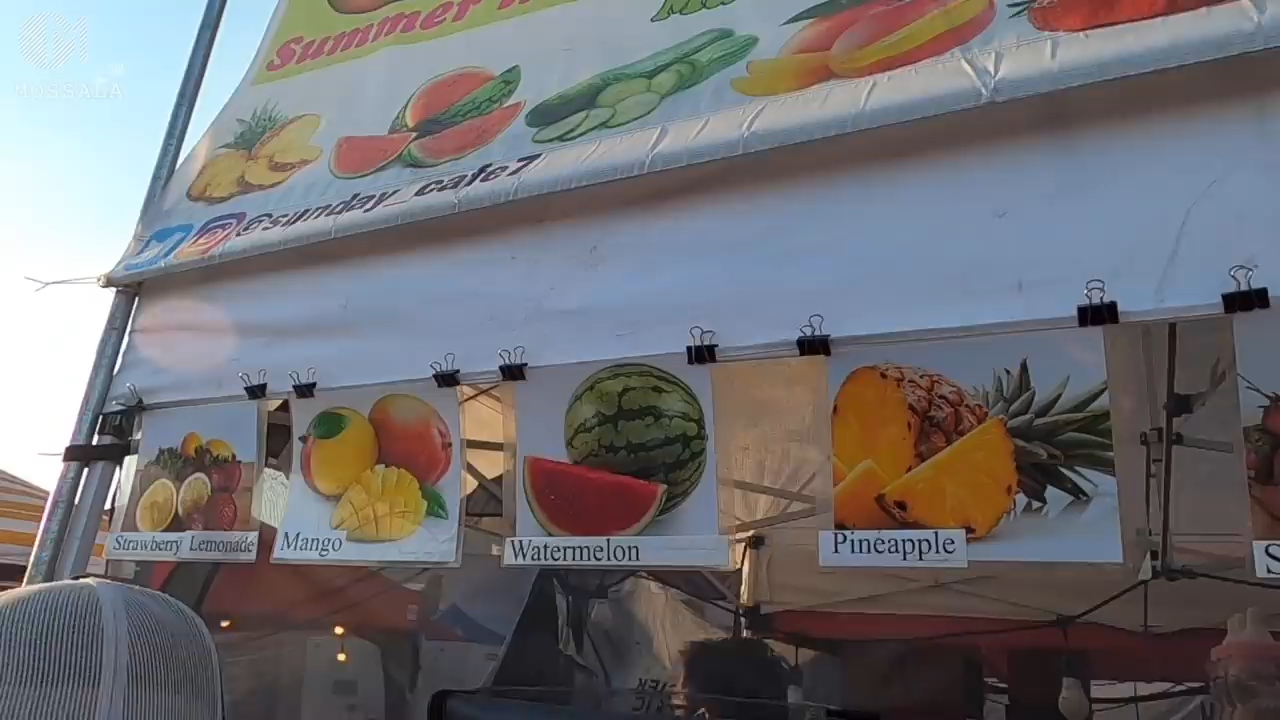 MOSSALA
Summer
@sunday_cafe7
Strawberry Lemonade
Mango
Watermelon
Pineapple
S